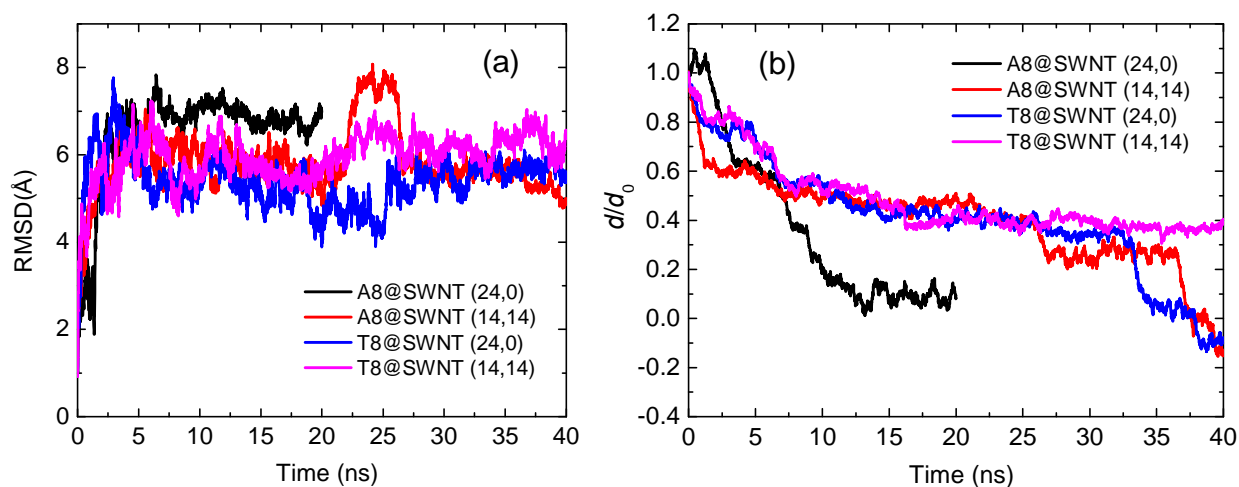 (a)
RMSD(Å)
8
6
4
2
0
A8@SWNT (24,0)
A8@SWNT (14,14)
T8@SWNT (24,0)
T8@SWNT (14,14)
0 5 10 15 20 25 30 35 40
Time (ns)
(b)
d/d0
1.2
1.0
0.8
0.6
0.4
0.2
0.0
-0.2
-0.4
A8@SWNT (24,0)
A8@SWNT (14,14)
T8@SWNT (24,0)
T8@SWNT (14,14)
0 5 10 15 20 25 30 35 40
Time (ns)